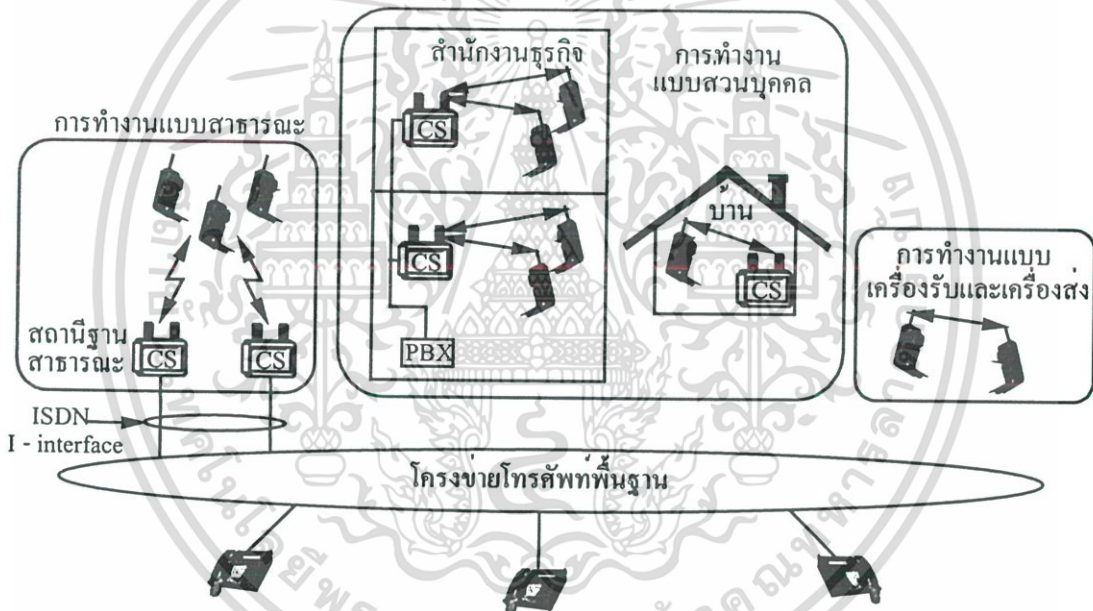 สำนักงานธุรกิจ
การทำงาน
แบบสวนบุคคล
การทำงานแบบสาธารณะ
CS
บ้าน
CS
CS
การทำงานแบบ
เครื่องรับและเครื่องส่ง
สถานีฐาน
สาธารณะ
CS
CS
PBX
ISDN
I - interface
โครงข่ายโทรศัพท์พื้นฐาน